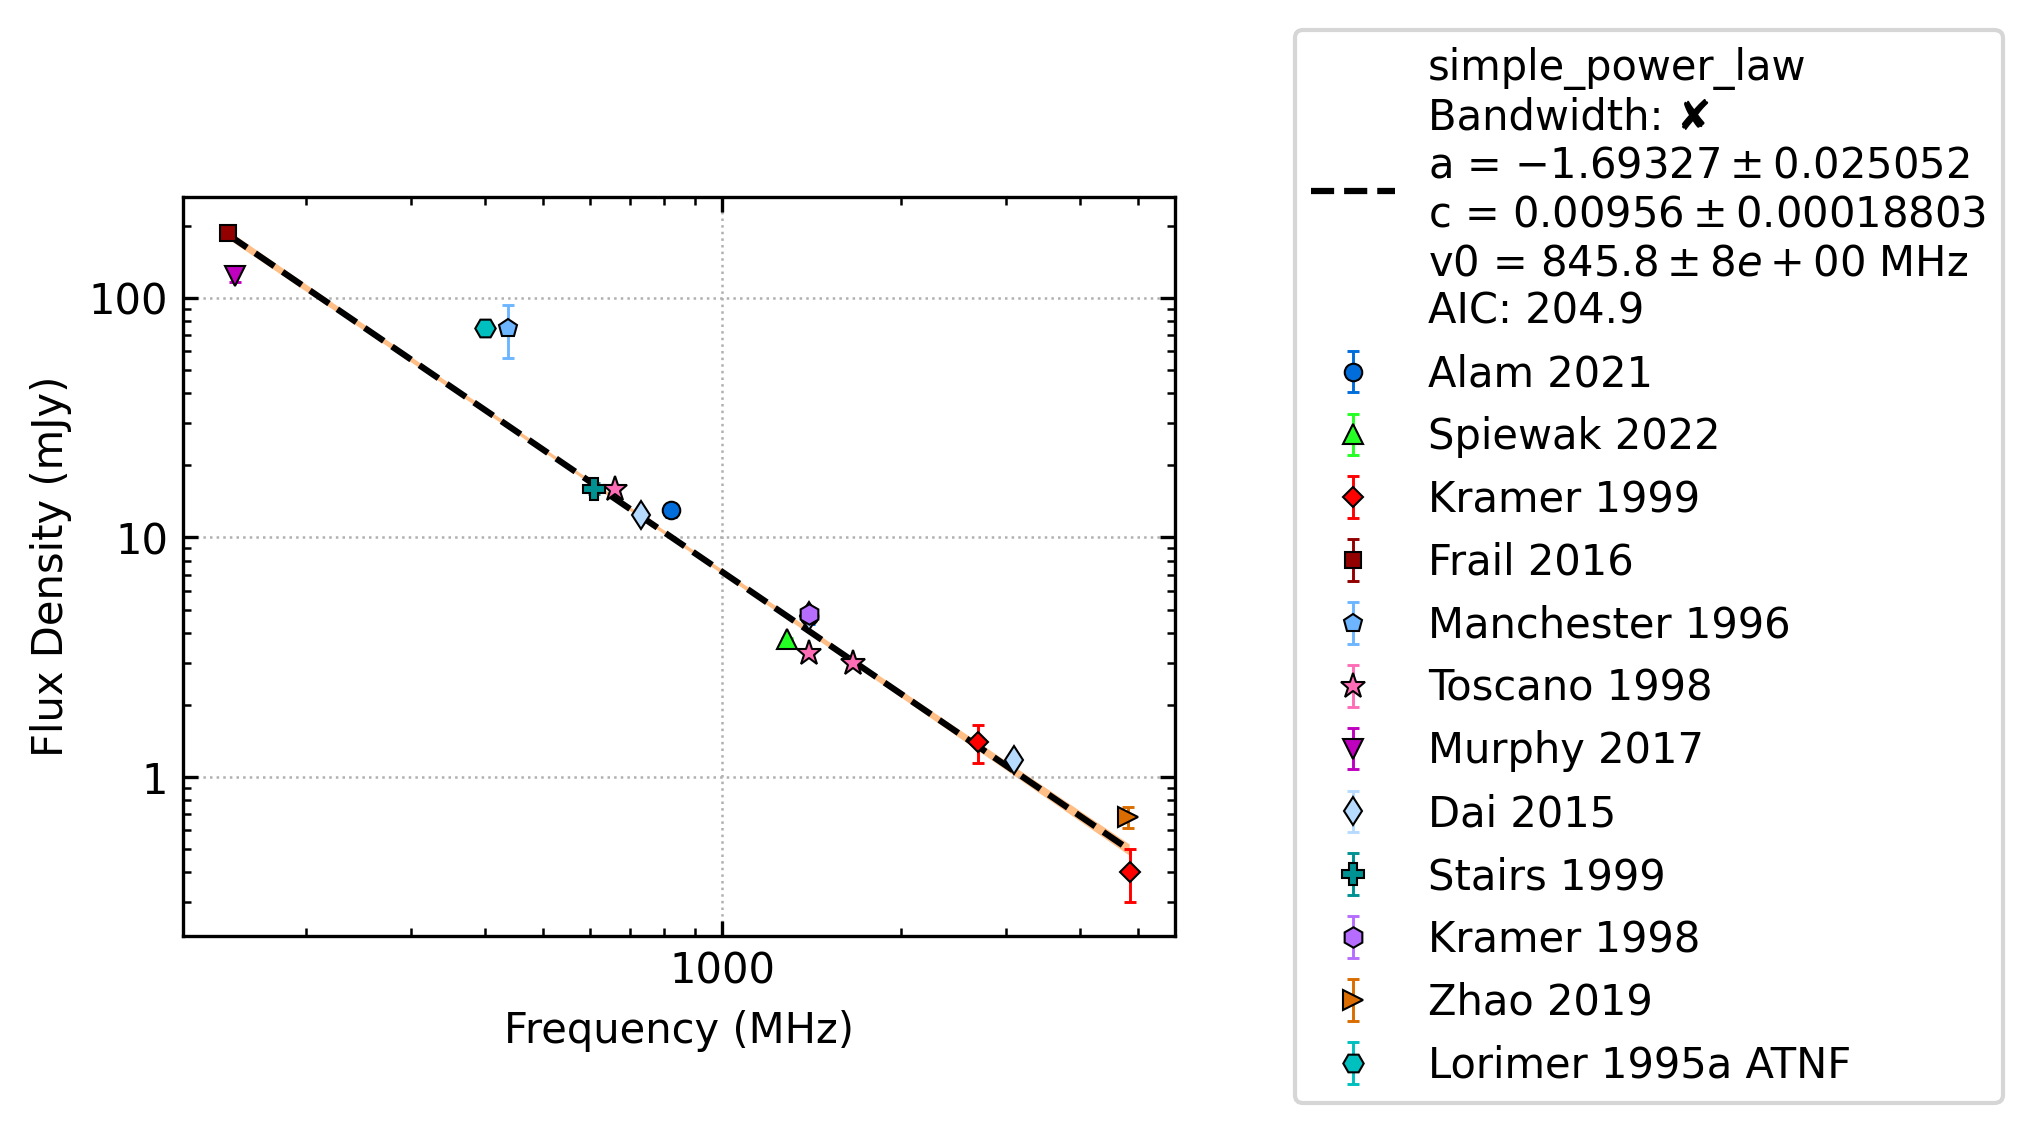 simple_power_law
Bandwidth: ✘
a = −1.69327 ± 0.025052
c = 0.00956 ± 0.00018803
v0 = 845.8 ± 8e + 00 MHz
AIC: 204.9
Alam 2021
Spiewak 2022
Kramer 1999
Frail 2016
Manchester 1996
Toscano 1998
Murphy 2017
Dai 2015
Stairs 1999
Kramer 1998
Zhao 2019
Lorimer 1995a ATNF
Flux Density (mJy)
100
10
1
1000
Frequency (MHz)